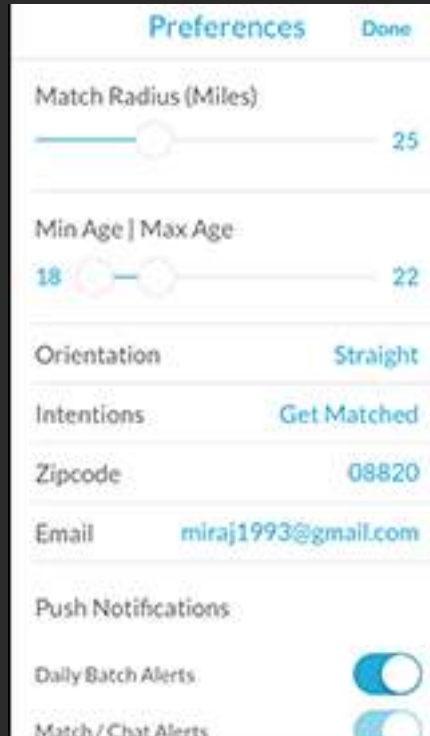 Preferences Done
Match Radius (Miles)
25
Min Age | Max Age
18 22
Orientation Straight
Intentions Get Matched
Zipcode 08820
Email miraj1993@gmail.com
Push Notifications
Daily Batch Alerts
Match / Chat Alerts